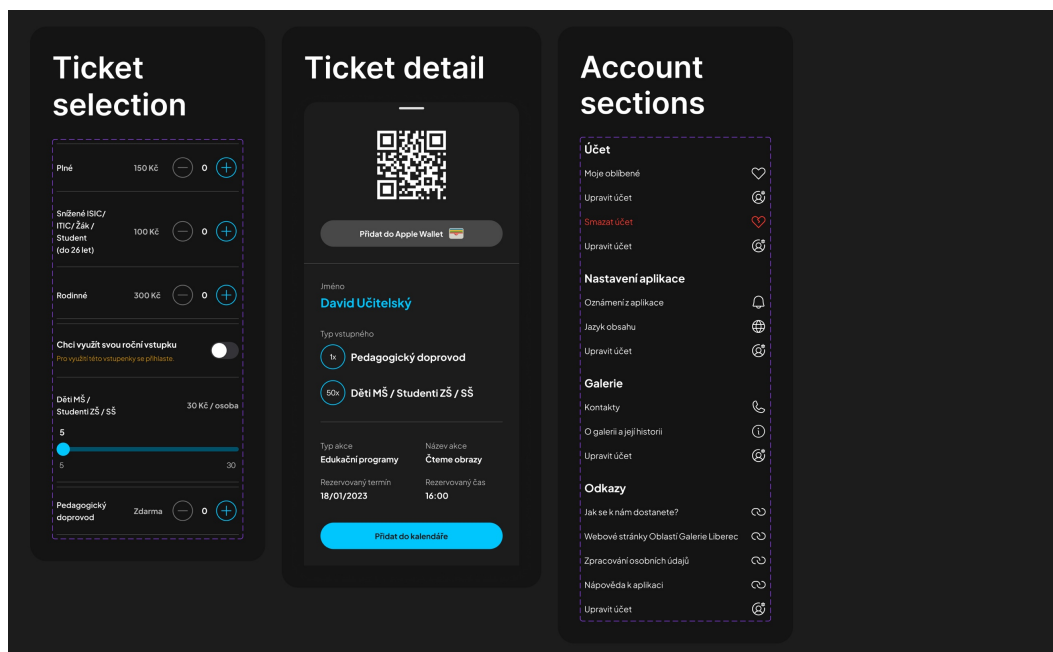 Ticket
selection
Plné 150 Kč 0
Snížené ISIC/
ITIC/ Žák /
Student
(do 26 let)
100 Kč 0
Rodinné 300 Kč 0
Chci využít svou roční vstupku
Pro využití této vstupenky se přihlaste.
Děti MŠ /
Studenti ZŠ / SŠ
30 Kč / osoba
5
5 30
Pedagogický
doprovod
Zdarma 0
Ticket detail
Přidat do Apple Wallet
Jméno
David Učitelský
Typ vstupného
1x Pedagogický doprovod
50x Děti MŠ / Studenti ZŠ / SŠ
Typ akce Název akce
Edukační programy Čteme obrazy
Rezervovaný termín Rezervovaný čas
18/01/2023 16:00
Přidat do kalendáře
Account
sections
Účet
Moje oblíbené
Upravit účet
Smazat účet
Upravit účet
Nastavení aplikace
Oznámení z aplikace
Jazyk obsahu
Upravit účet
Galerie
Kontakty
O galerii a její historii
Upravit účet
Odkazy
Jak se k nám dostanete?
Webové stránky Oblastí Galerie Liberec
Zpracování osobních údajů
Nápověda k aplikaci
Upravit účet